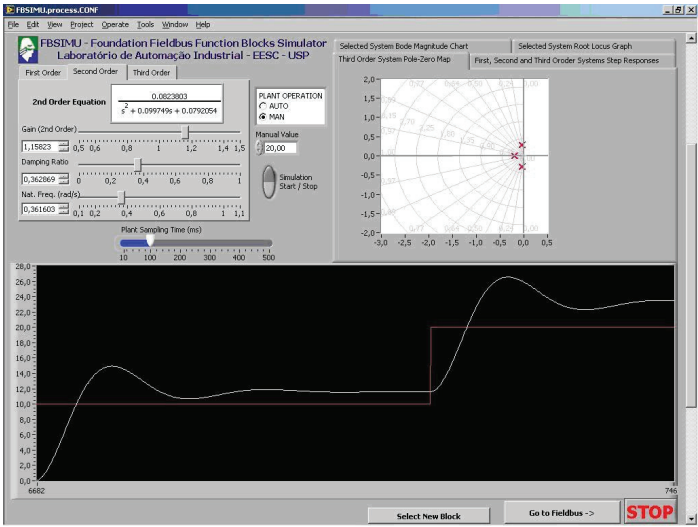 FBSIMU.process.CONF
File Edit View Project Operate Tools Window Help
FBSIMU - Foundation Fieldbus Function Blocks Simulator
Laboratório de Automação Industrial - EESC - USP
First Order Second Order Third Order
2nd Order Equation
0.0823803
s^2 + 0.099749s + 0.0792054
PLANT OPERATION
AUTO
MAN
Gain (2nd Order)
1,15823
0,5 0,6 0,8 1 1,2 1,4 1,5
Manual Value
20,00
Damping Ratio
0,362869
0 0,2 0,4 0,6 0,8 1
Simulation
Start / Stop
Nat. Freq. (rad/s)
0,361603
0,1 0,2 0,4 0,6 0,8 1 1,1
Plant Sampling Time (ms)
10 100 200 300 400 500
Selected System Bode Magnitude Chart
Selected System Root Locus Graph
Third Order System Pole-Zero Map
First, Second and Third Oroder Systems Step Responses
2,0
1,5
1,0
0,5
0,0
-0,5
-1,0
-1,5
-2,0
-3,0 -2,5 -2,0 -1,5 -1,0 -0,5 0,0 0,5
28,0
26,0
24,0
22,0
20,0
18,0
16,0
14,0
12,0
10,0
8,0
6,0
4,0
2,0
0,0
6682
746
Select New Block
Go to Fieldbus ->
STOP